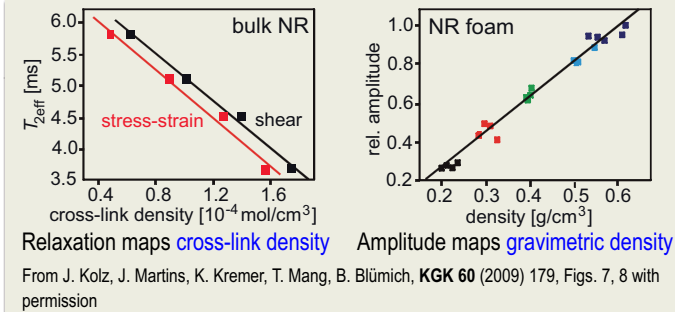 bulk NR
6.0
5.0
4.0
3.5
T2eff [ms]
stress-strain
shear
0.4
0.8
1.2
1.6
cross-link density [10-4 mol/cm3]
Relaxation maps cross-link density
NR foam
1.0
0.8
0.6
0.4
0.2
rel. amplitude
0.2
0.3
0.4
0.5
0.6
density [g/cm3]
Amplitude maps gravimetric density
From J. Kolz, J. Martins, K. Kremer, T. Mang, B. Blümich, KGK 60 (2009) 179, Figs. 7, 8 with
permission